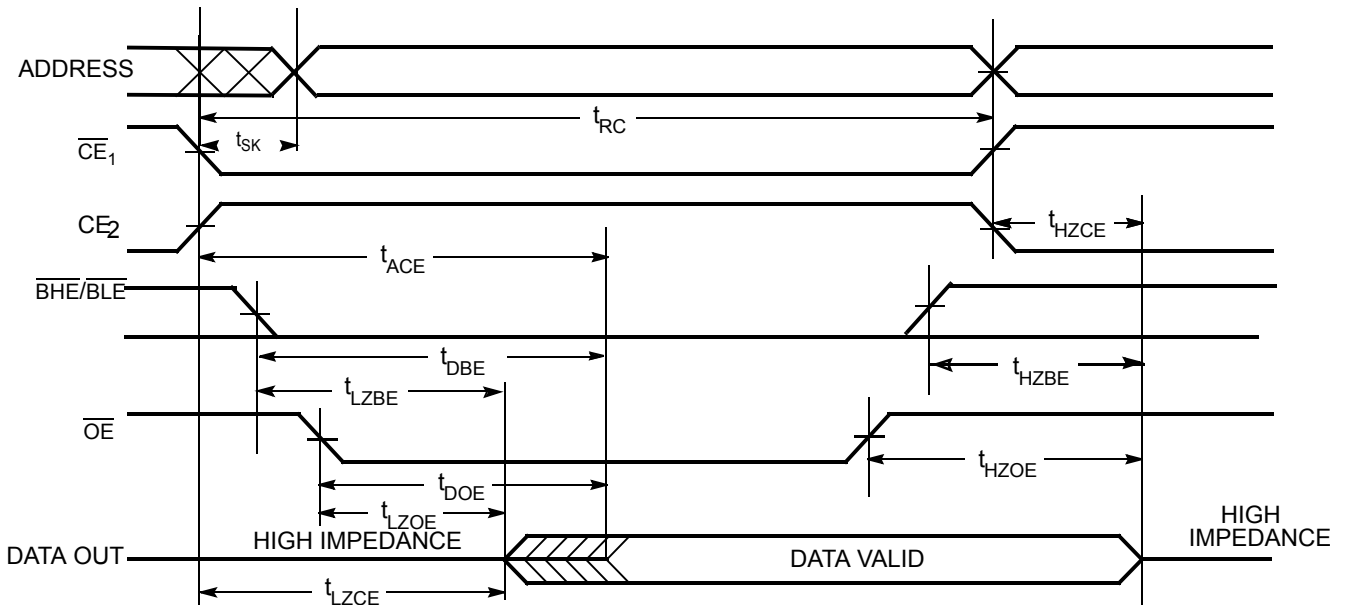 ADDRESS
tRC
tSK
CE1
CE2
tHZCE
tACE
BHE/BLE
tDBE
tHZBE
tLZBE
OE
tHZOE
tDOE
tLZOE
HIGH IMPEDANCE
HIGH
IMPEDANCE
DATA OUT
DATA VALID
tLZCE